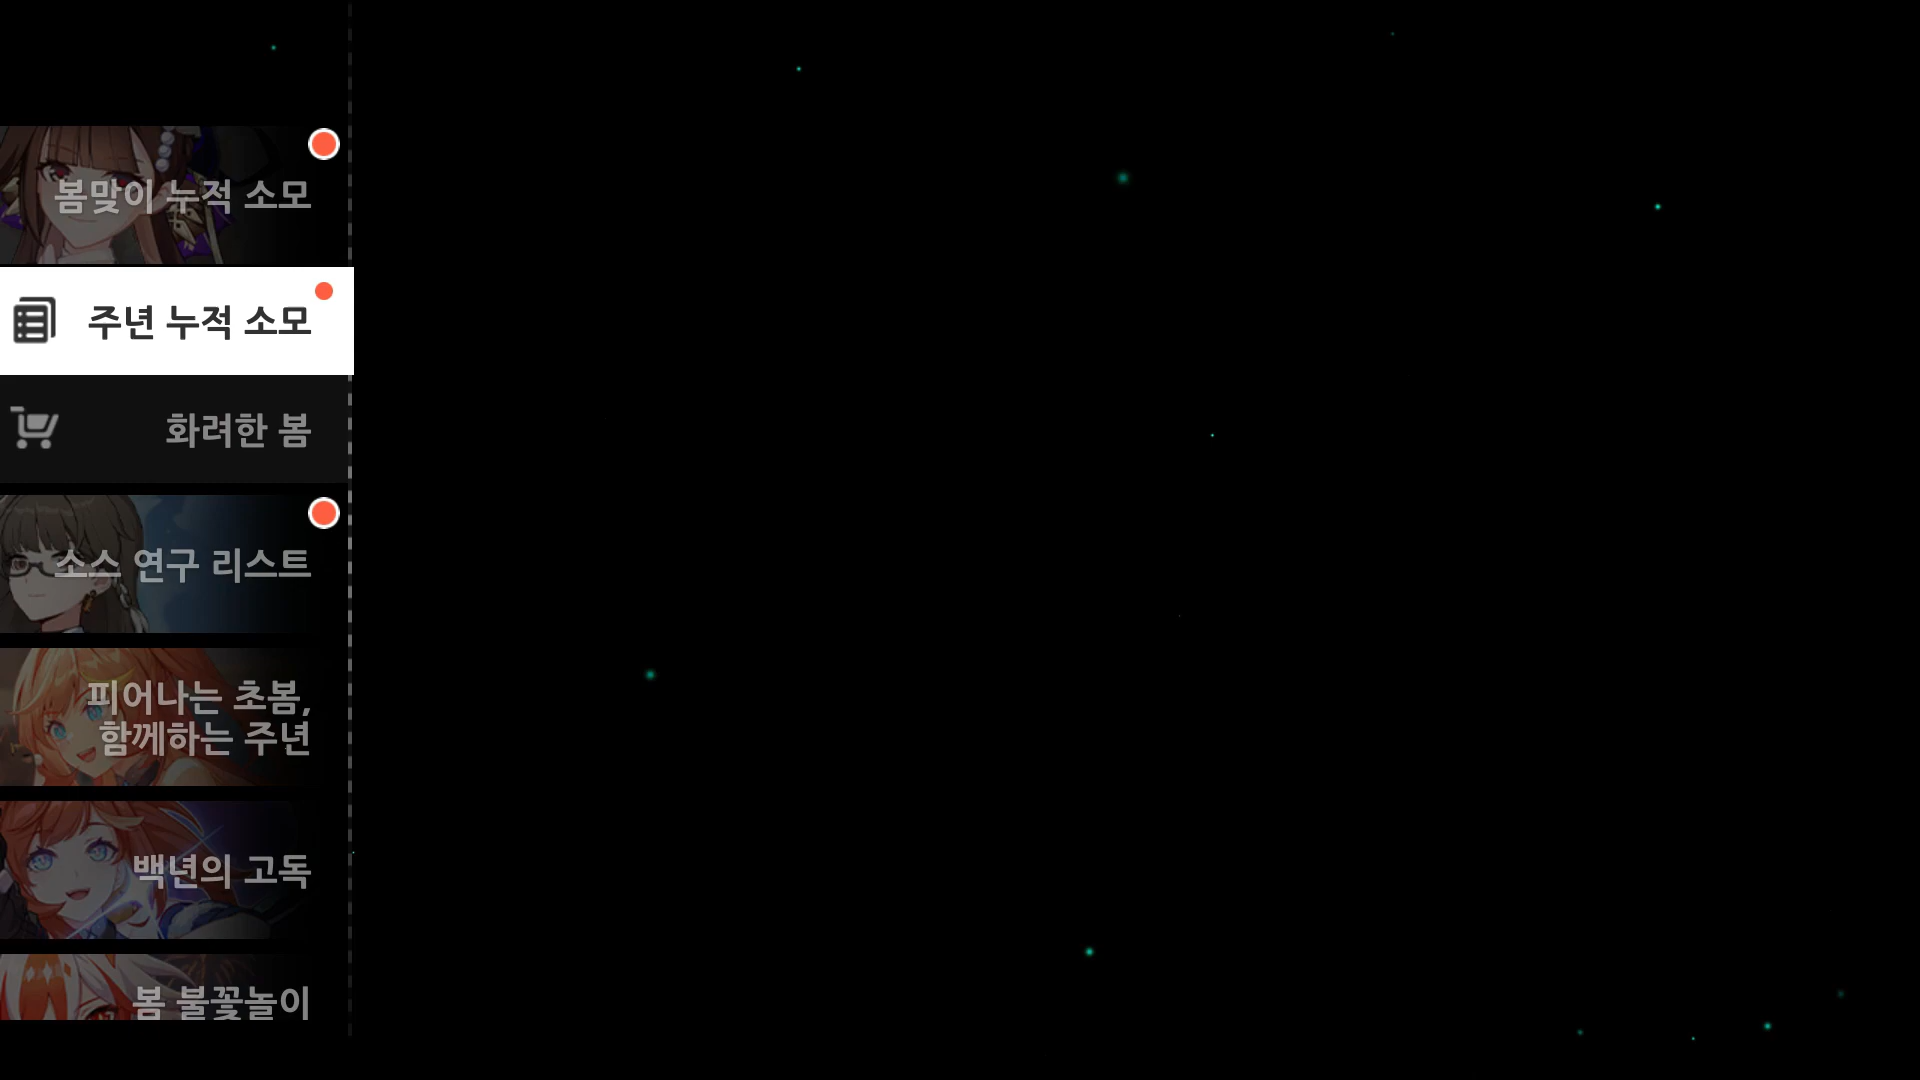 봄맞이 누적 소모
주년 누적 소모
화려한 봄
소스 연구 리스트
피어나는 초봄,
함께하는 주년
백년의 고독
봄 불꽃놀이